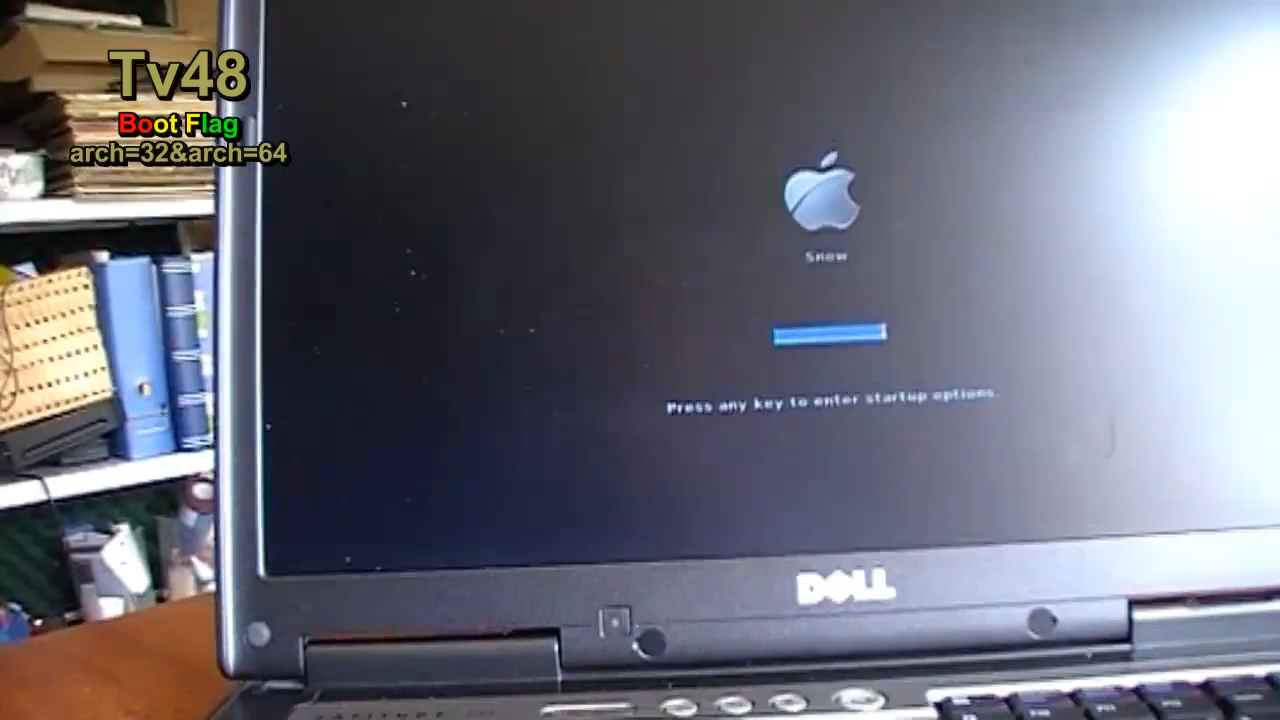 Tv48
Boot Flag
arch=32&arch=64
Snow
Press any key to enter startup options.
DELL